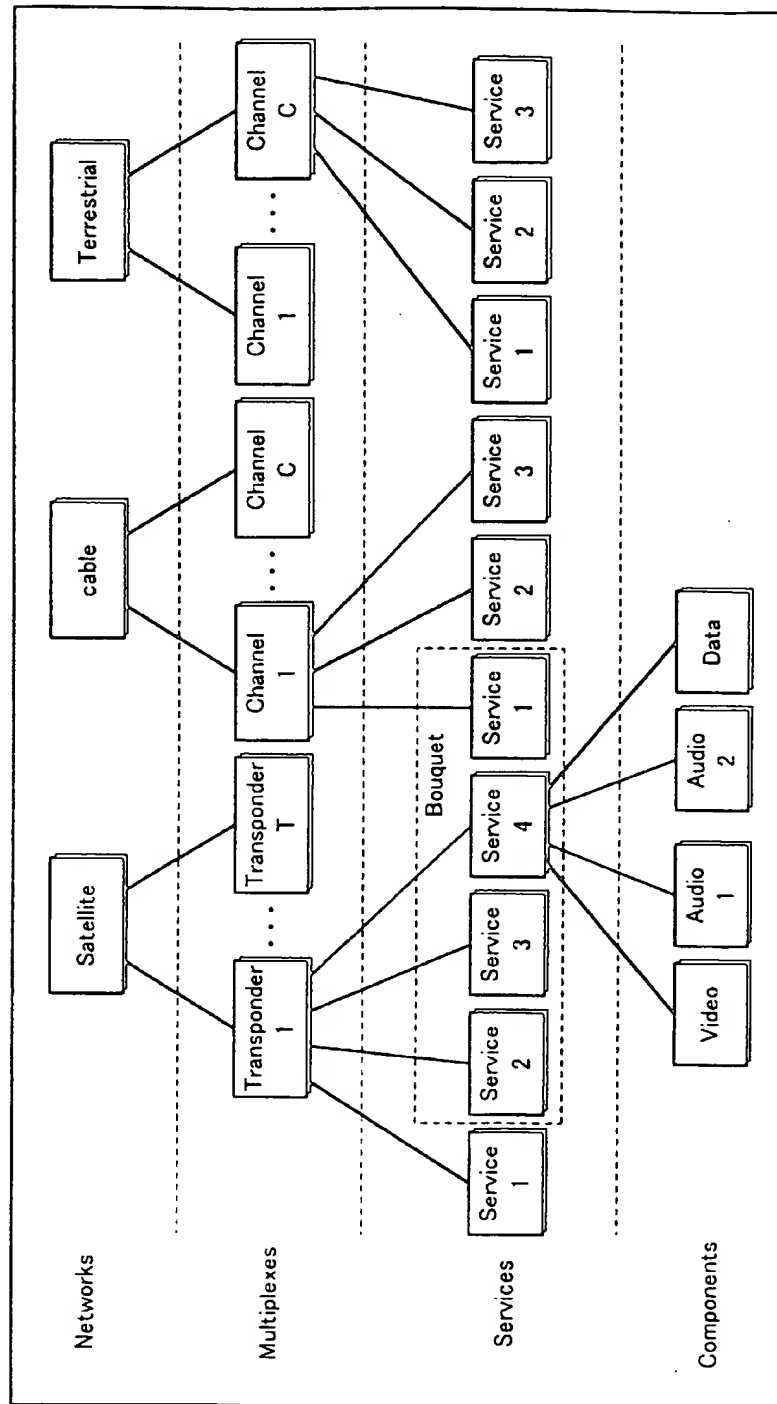 Networks
Satellite
cable
Terrestrial
Multiplexes
Transponder
1
...
Transponder
T
Channel
1
...
Channel
C
Channel
1
...
Channel
C
Services
Bouquet
Service
1
Service
2
Service
3
Service
4
Service
1
Service
2
Service
3
Service
1
Service
2
Service
3
Components
Video
Audio
1
Audio
2
Data